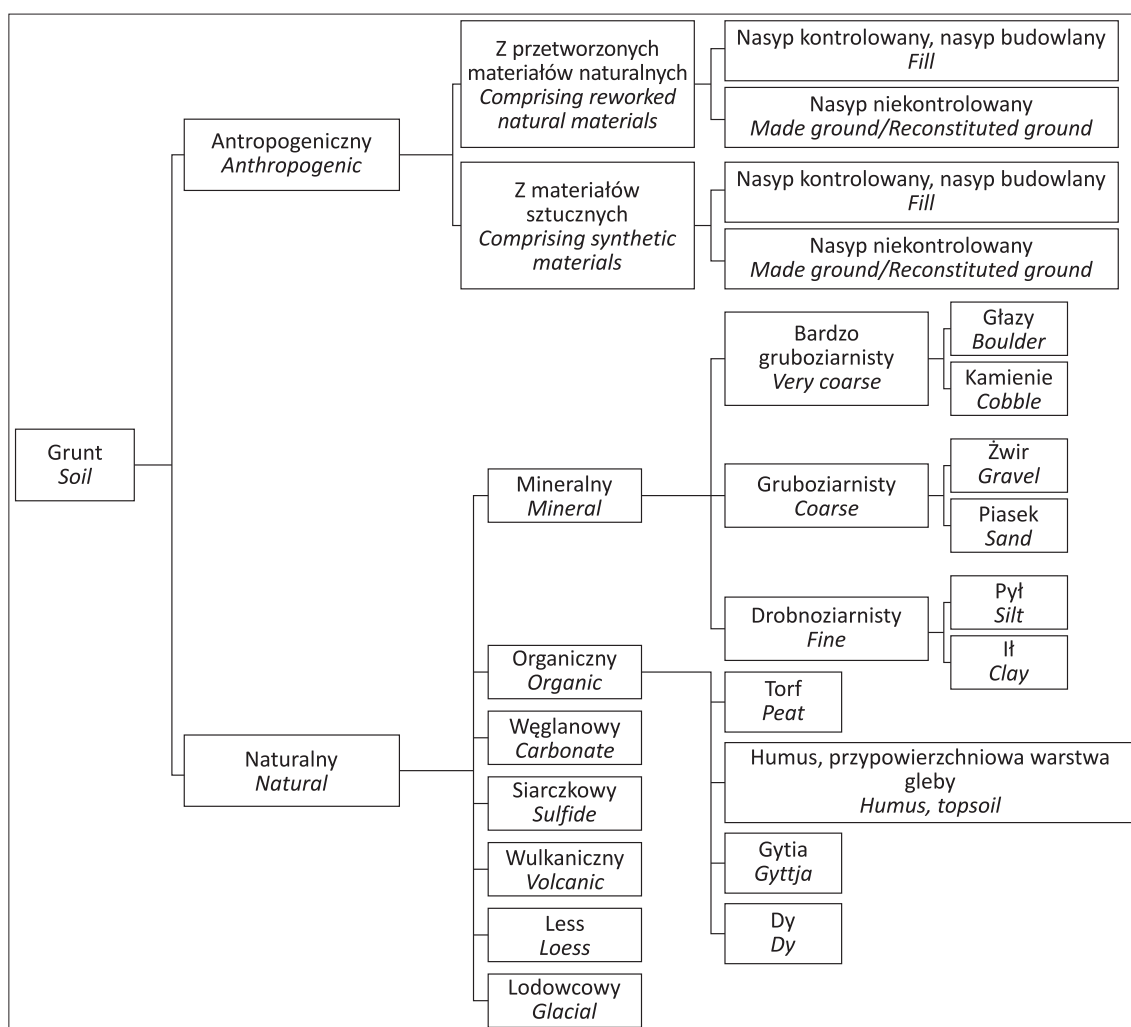 Grunt
Soil
Antropogeniczny
Anthropogenic
Z przetworzonych
materiałów naturalnych
Comprising reworked
natural materials
Nasyp kontrolowany, nasyp budowlany
Fill
Nasyp niekontrolowany
Made ground/Reconstituted ground
Z materiałów
sztucznych
Comprising synthetic
materials
Nasyp kontrolowany, nasyp budowlany
Fill
Nasyp niekontrolowany
Made ground/Reconstituted ground
Naturalny
Natural
Mineralny
Mineral
Bardzo
gruboziarnisty
Very coarse
Głazy
Boulder
Kamienie
Cobble
Gruboziarnisty
Coarse
Żwir
Gravel
Piasek
Sand
Drobnoziarnisty
Fine
Pył
Silt
Ił
Clay
Organiczny
Organic
Torf
Peat
Humus, przypowierzchniowa warstwa
gleby
Humus, topsoil
Gytia
Gyttja
Dy
Dy
Węglanowy
Carbonate
Siarczkowy
Sulfide
Wulkaniczny
Volcanic
Less
Loess
Lodowcowy
Glacial